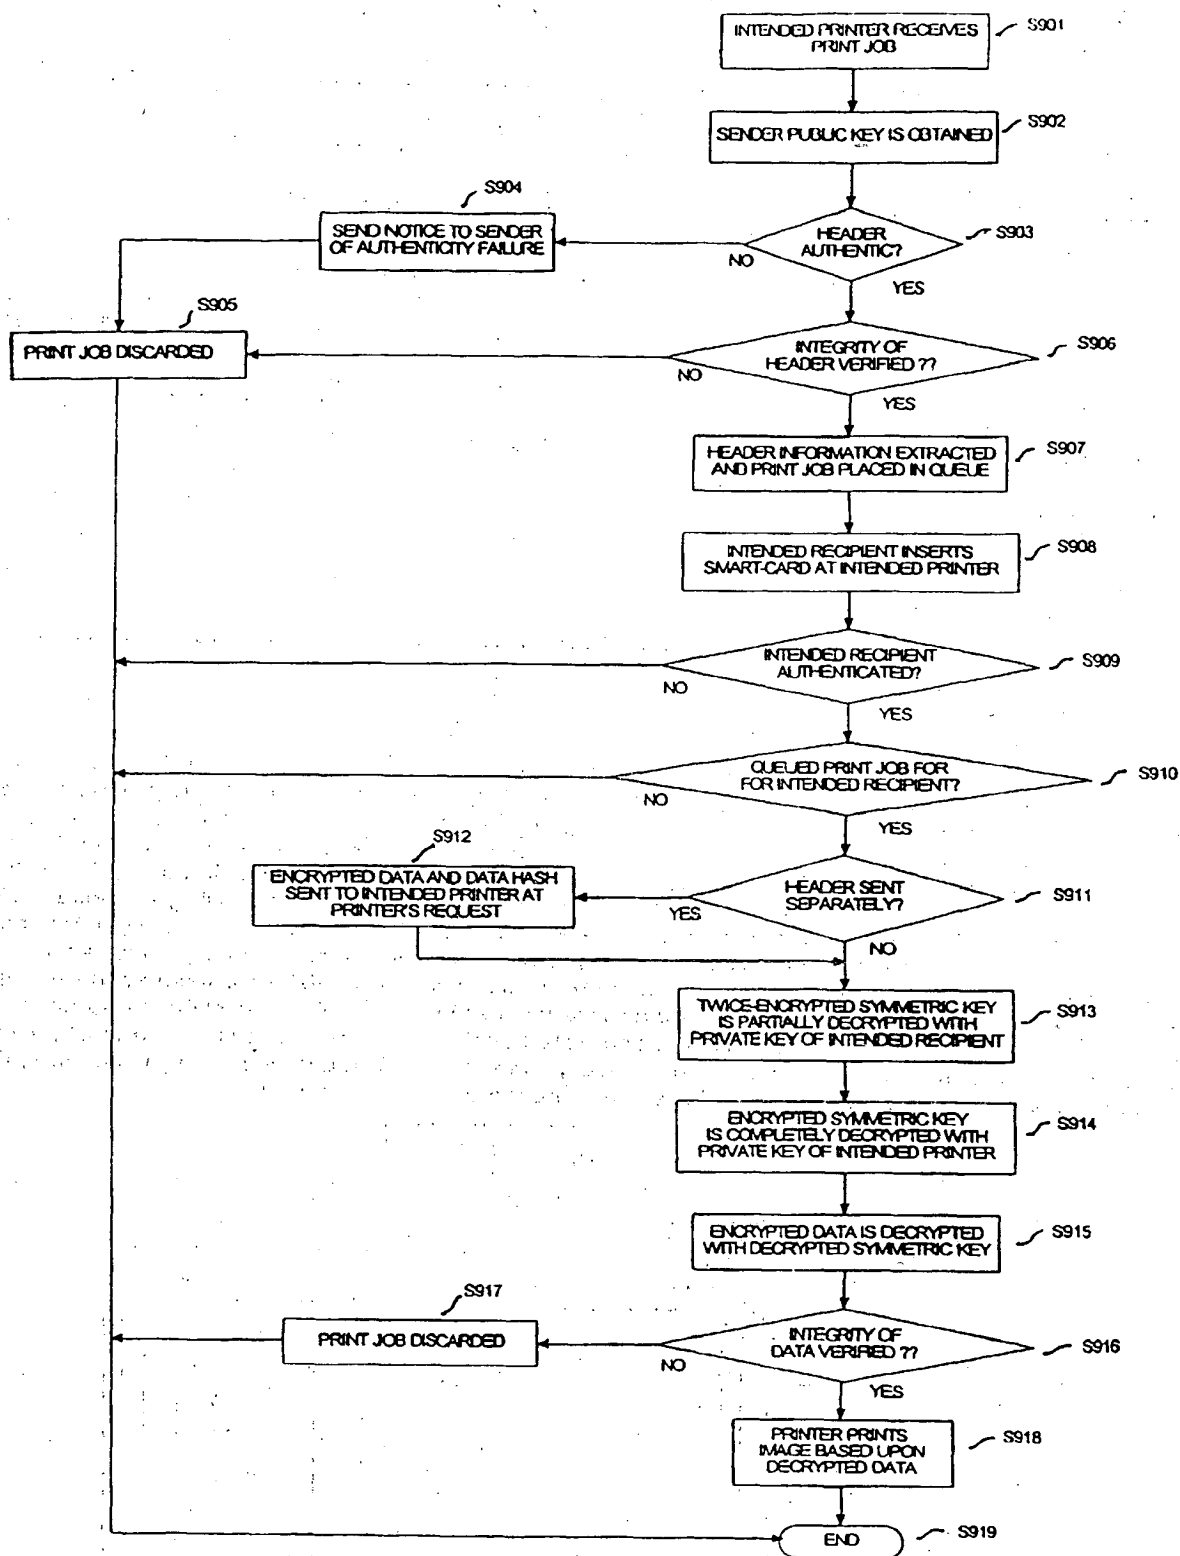 INTENDED PRINTER RECEIVES
PRINT JOB
S901
SENDER PUBLIC KEY IS OBTAINED
S902
HEADER
AUTHENTIC?
S903
NO
YES
S904
SEND NOTICE TO SENDER
OF AUTHENTICITY FAILURE
S905
PRINT JOB DISCARDED
INTEGRITY OF
HEADER VERIFIED ??
S906
NO
YES
HEADER INFORMATION EXTRACTED
AND PRINT JOB PLACED IN QUEUE
S907
INTENDED RECIPIENT INSERTS
SMART-CARD AT INTENDED PRINTER
S908
INTENDED RECIPIENT
AUTHENTICATED?
S909
NO
YES
QUEUED PRINT JOB FOR
FOR INTENDED RECIPIENT?
S910
NO
YES
HEADER SENT
SEPARATELY?
S911
YES
NO
S912
ENCRYPTED DATA AND DATA HASH
SENT TO INTENDED PRINTER AT
PRINTER'S REQUEST
TWICE-ENCRYPTED SYMMETRIC KEY
IS PARTIALLY DECRYPTED WITH
PRIVATE KEY OF INTENDED RECIPIENT
S913
ENCRYPTED SYMMETRIC KEY
IS COMPLETELY DECRYPTED WITH
PRIVATE KEY OF INTENDED PRINTER
S914
ENCRYPTED DATA IS DECRYPTED
WITH DECRYPTED SYMMETRIC KEY
S915
INTEGRITY OF
DATA VERIFIED ??
S916
NO
YES
S917
PRINT JOB DISCARDED
PRINTER PRINTS
IMAGE BASED UPON
DECRYPTED DATA
S918
END
S919